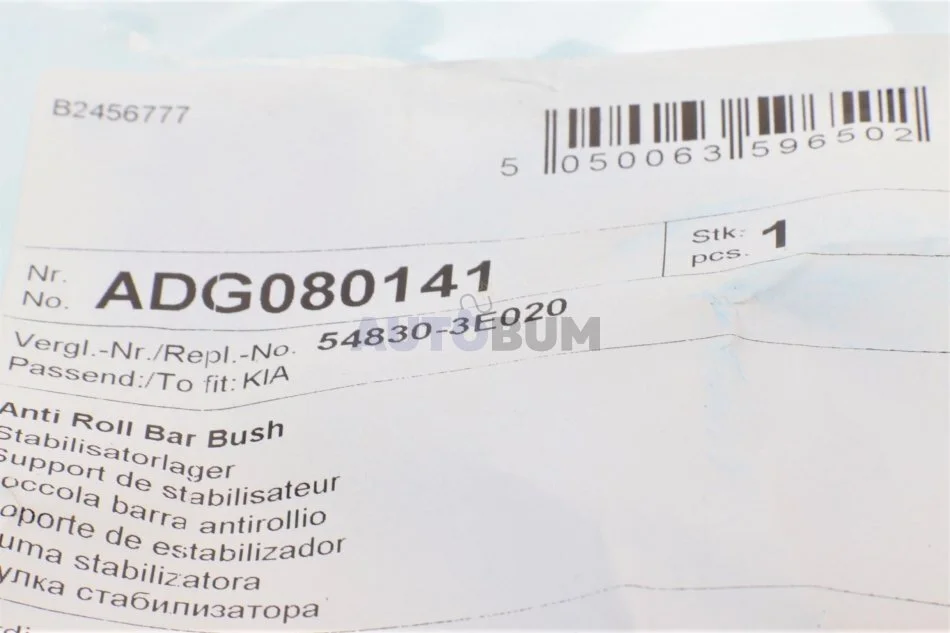 B2456777
5 050063 596502
Nr.
No. ADG080141
Stk:
pcs. 1
Vergl.-Nr./Repl.-No. 54830-3E020
AUTOBUM
Passend:/To fit: KIA
Anti Roll Bar Bush
Stabilisatorlager
Support de stabilisateur
occola barra antirollio
oporte de estabilizador
uma stabilizatora
улка стабилизатора